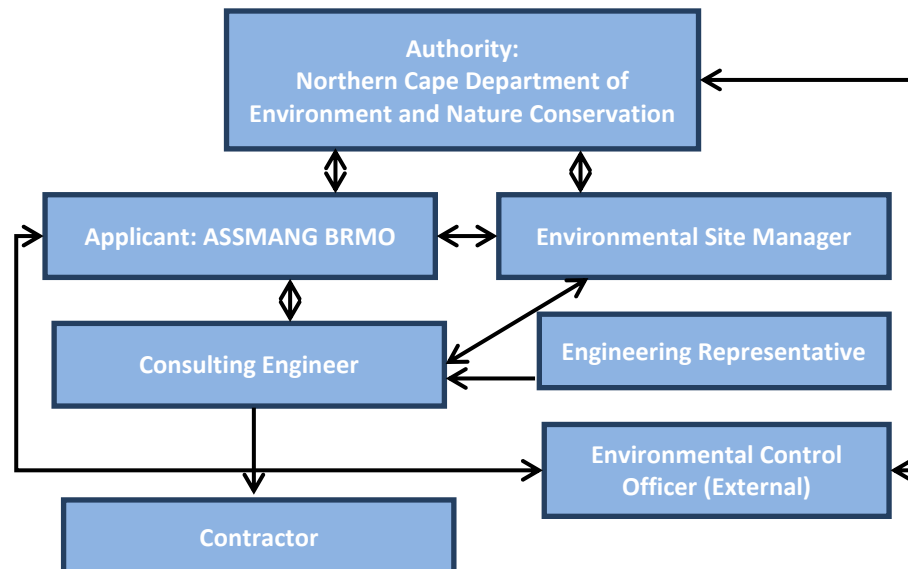 Authority:
Northern Cape Department of
Environment and Nature Conservation
Applicant: ASSMANG BRMO
Environmental Site Manager
Consulting Engineer
Engineering Representative
Environmental Control
Officer (External)
Contractor